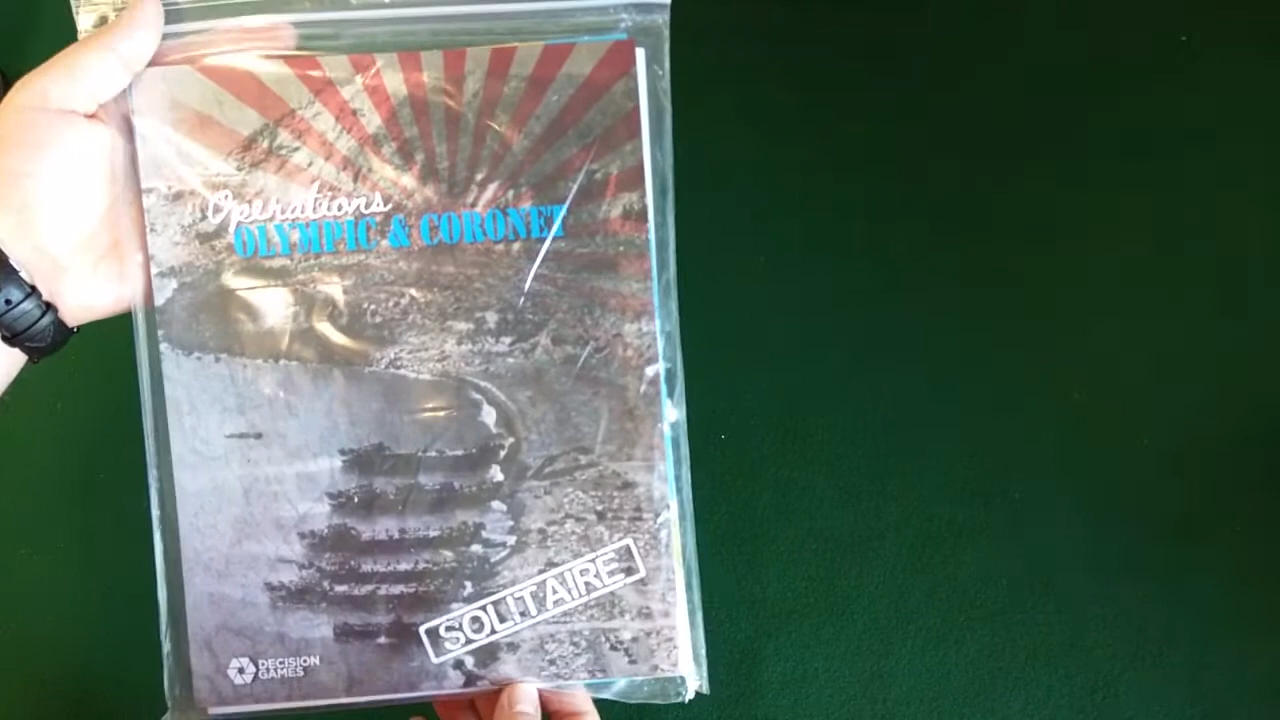 Operations
OLYMPIC & CORONET
SOLITAIRE
DECISION
GAMES